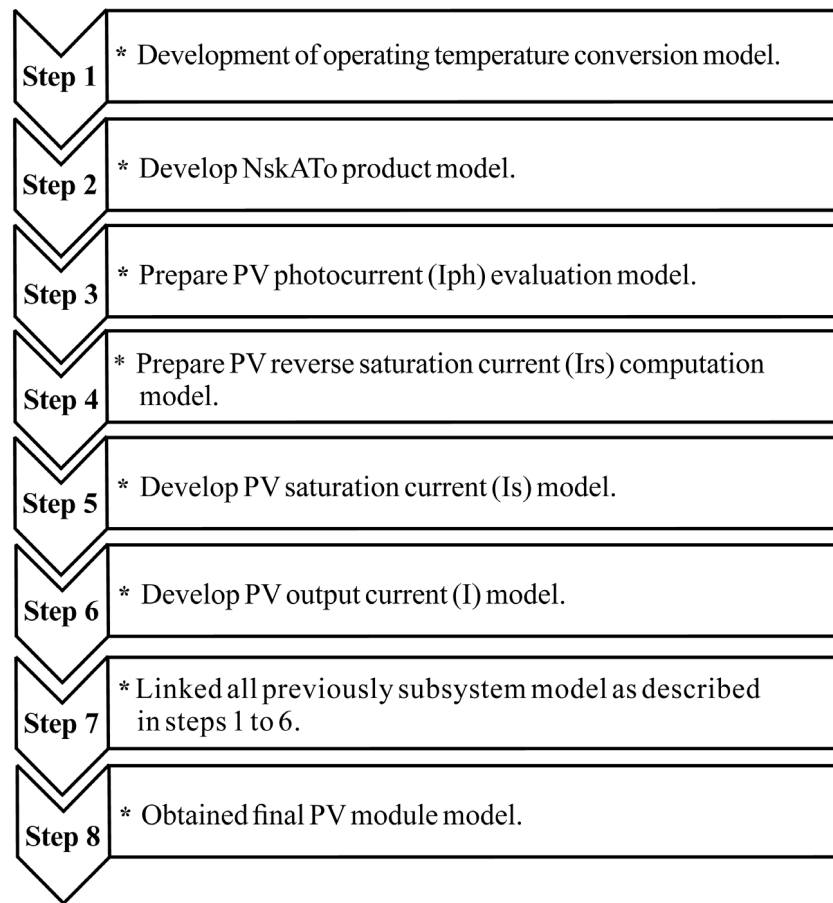 Step 1
* Development of operating temperature conversion model.
Step 2
* Develop NskATo product model.
Step 3
* Prepare PV photocurrent (Iph) evaluation model.
Step 4
* Prepare PV reverse saturation current (Irs) computation
model.
Step 5
* Develop PV saturation current (Is) model.
Step 6
* Develop PV output current (I) model.
Step 7
* Linked all previously subsystem model as described
in steps 1 to 6.
Step 8
* Obtained final PV module model.